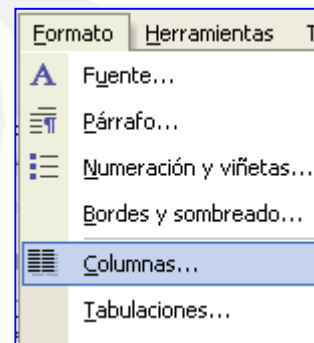 Formato Herramientas T
Fuente...
Párrafo...
Numeración y viñetas...
Bordes y sombreado...
Columnas...
Tabulaciones...